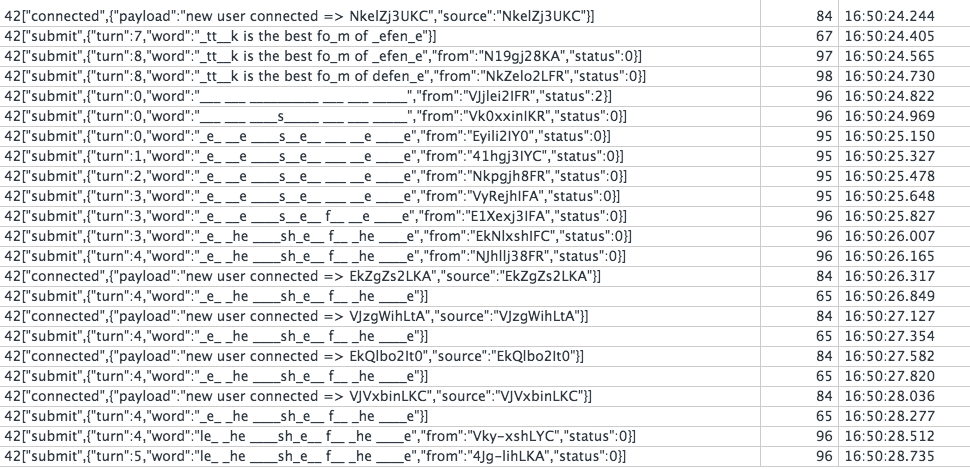 42["connected",{"payload":"new user connected => NkelZj3UKC","source":"NkelZj3UKC"}] 84 16:50:24.244
42["submit",{"turn":7,"word":"_tt__k is the best fo_m of _efen_e"}] 67 16:50:24.405
42["submit",{"turn":8,"word":"_tt__k is the best fo_m of _efen_e","from":"N19gj28KA","status":0}] 97 16:50:24.565
42["submit",{"turn":8,"word":"_tt__k is the best fo_m of defen_e","from":"NkZelo2LFR","status":0}] 98 16:50:24.730
42["submit",{"turn":0,"word":"___ ___ _________ ___ ___ _____","from":"VJjlei2IFR","status":2}] 96 16:50:24.822
42["submit",{"turn":0,"word":"___ ___ ____s____ ___ ___ _____","from":"Vk0xxinIKR","status":0}] 96 16:50:24.969
42["submit",{"turn":0,"word":"_e_ __e ____s__e__ ___ __e ____e","from":"Eyili2IY0","status":0}] 95 16:50:25.150
42["submit",{"turn":1,"word":"_e_ __e ____s__e__ ___ __e ____e","from":"41hgj3IYC","status":0}] 95 16:50:25.327
42["submit",{"turn":2,"word":"_e_ __e ____s__e__ ___ __e ____e","from":"Nkpgjh8FR","status":0}] 95 16:50:25.478
42["submit",{"turn":3,"word":"_e_ __e ____s__e__ ___ __e ____e","from":"VyRejhIFA","status":0}] 95 16:50:25.648
42["submit",{"turn":3,"word":"_e_ __e ____s__e__ f__ __e ____e","from":"E1Xexj3IFA","status":0}] 96 16:50:25.827
42["submit",{"turn":3,"word":"_e_ _he ____sh_e__ f__ _he ____e","from":"EkNlxshIFC","status":0}] 96 16:50:26.007
42["submit",{"turn":4,"word":"_e_ _he ____sh_e__ f__ _he ____e","from":"NJhllj38FR","status":0}] 96 16:50:26.165
42["connected",{"payload":"new user connected => EkZgZs2LKA","source":"EkZgZs2LKA"}] 84 16:50:26.317
42["submit",{"turn":4,"word":"_e_ _he ____sh_e__ f__ _he ____e"}] 65 16:50:26.849
42["connected",{"payload":"new user connected => VJzgWihLtA","source":"VJzgWihLtA"}] 84 16:50:27.127
42["submit",{"turn":4,"word":"_e_ _he ____sh_e__ f__ _he ____e"}] 65 16:50:27.354
42["connected",{"payload":"new user connected => EkQlbo2It0","source":"EkQlbo2It0"}] 84 16:50:27.582
42["submit",{"turn":4,"word":"_e_ _he ____sh_e__ f__ _he ____e"}] 65 16:50:27.820
42["connected",{"payload":"new user connected => VJVxbinLKC","source":"VJVxbinLKC"}] 84 16:50:28.036
42["submit",{"turn":4,"word":"_e_ _he ____sh_e__ f__ _he ____e"}] 65 16:50:28.277
42["submit",{"turn":4,"word":"le_ _he ____sh_e__ f__ _he ____e","from":"Vky-xshLYC","status":0}] 96 16:50:28.512
42["submit",{"turn":5,"word":"le_ _he ____sh_e__ f__ _he ____e","from":"4Jg-lihLKA","status":0}] 96 16:50:28.735